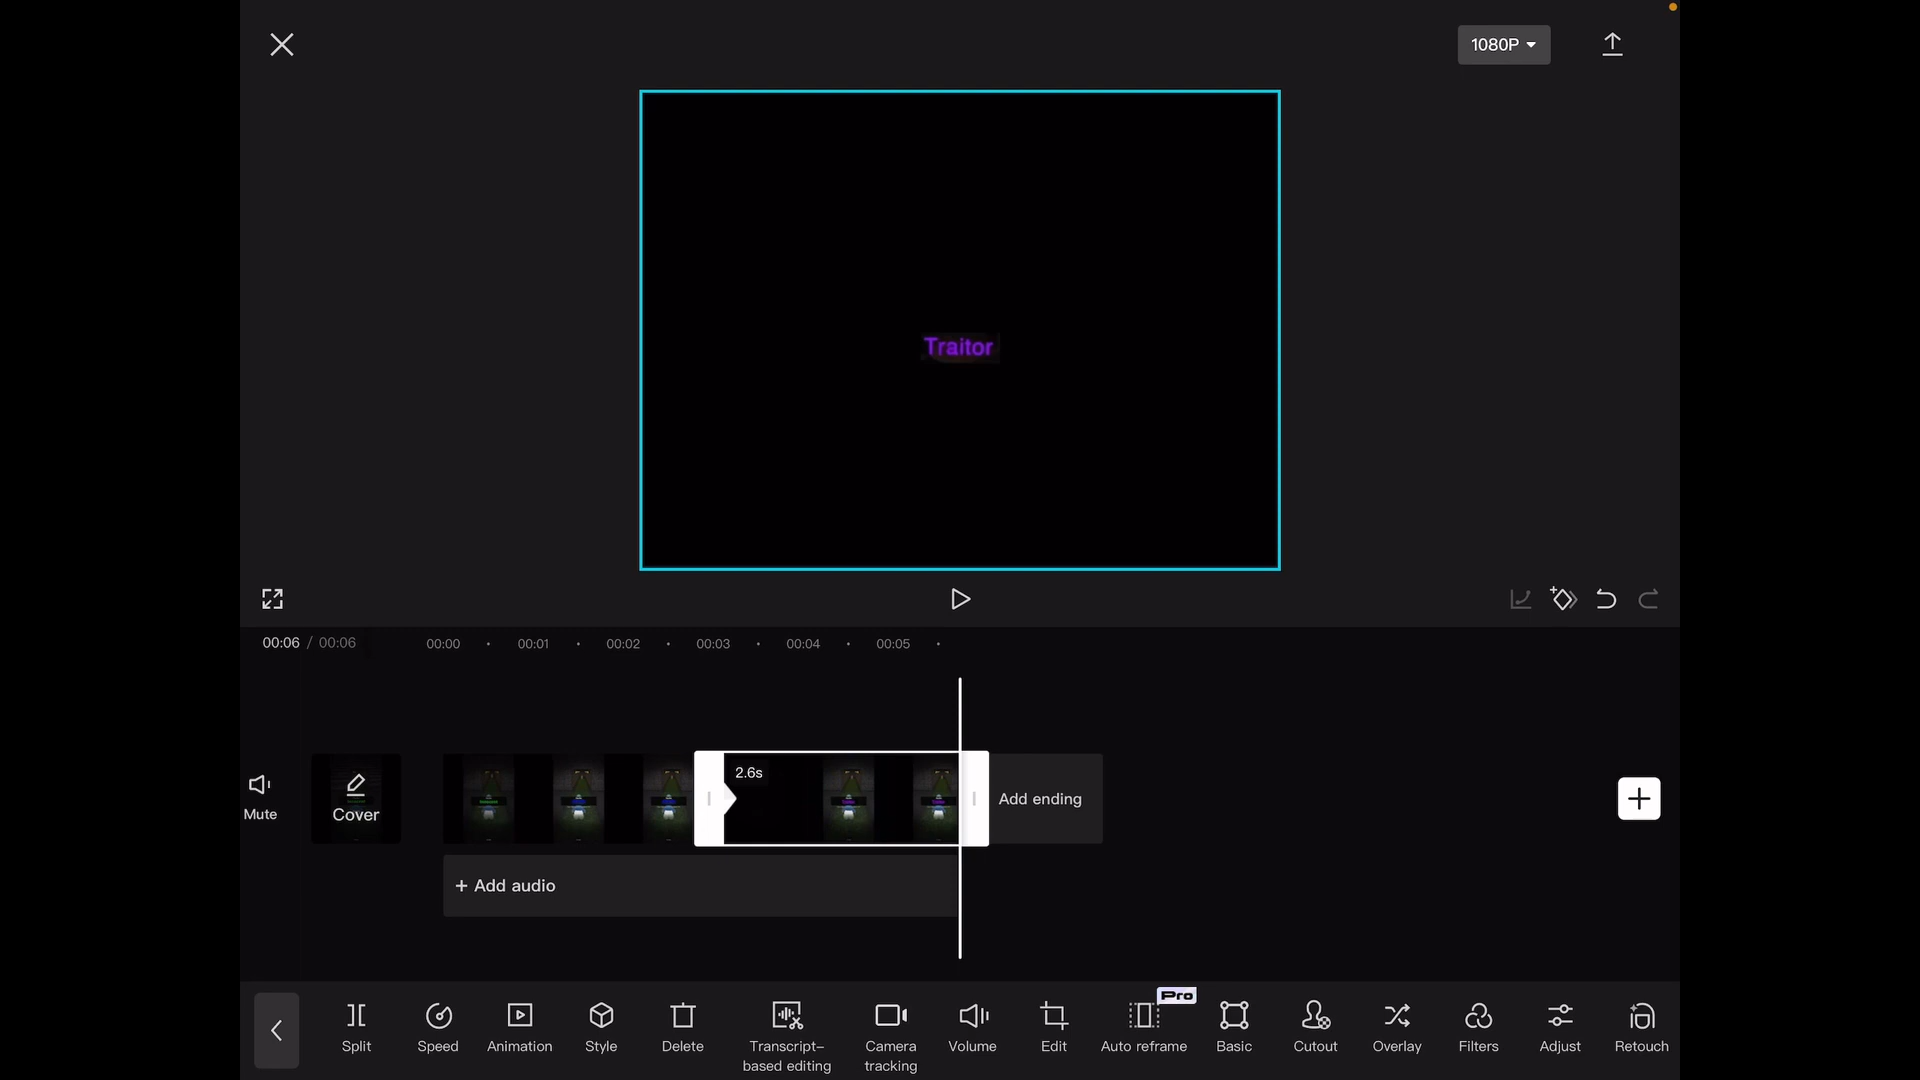 1080P
Traitor
00:06 / 00:06
00:00
00:01
00:02
00:03
00:04
00:05
2.6s
Mute
Cover
Add ending
+ Add audio
Pro
Split
Speed
Animation
Style
Delete
Transcript-
based editing
Camera
tracking
Volume
Edit
Auto reframe
Basic
Cutout
Overlay
Filters
Adjust
Retouch